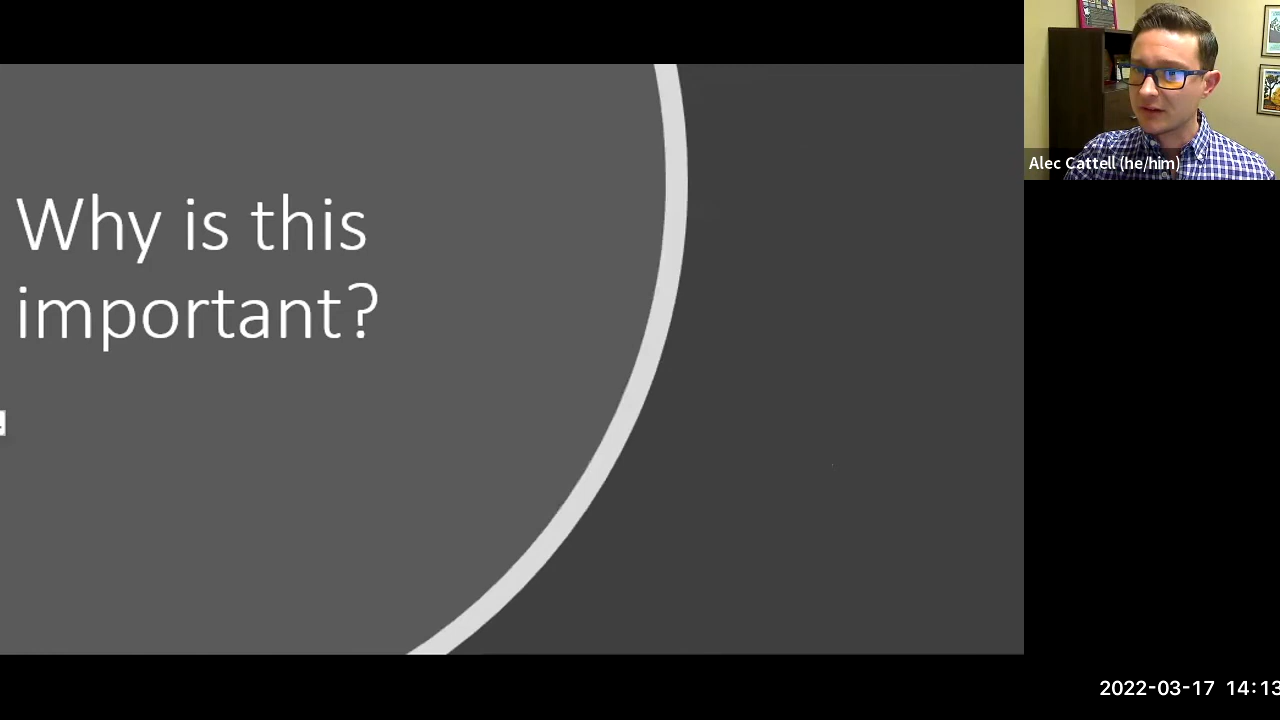 Why is this
important?
Alec Cattell (he/him)
2022-03-17 14:13